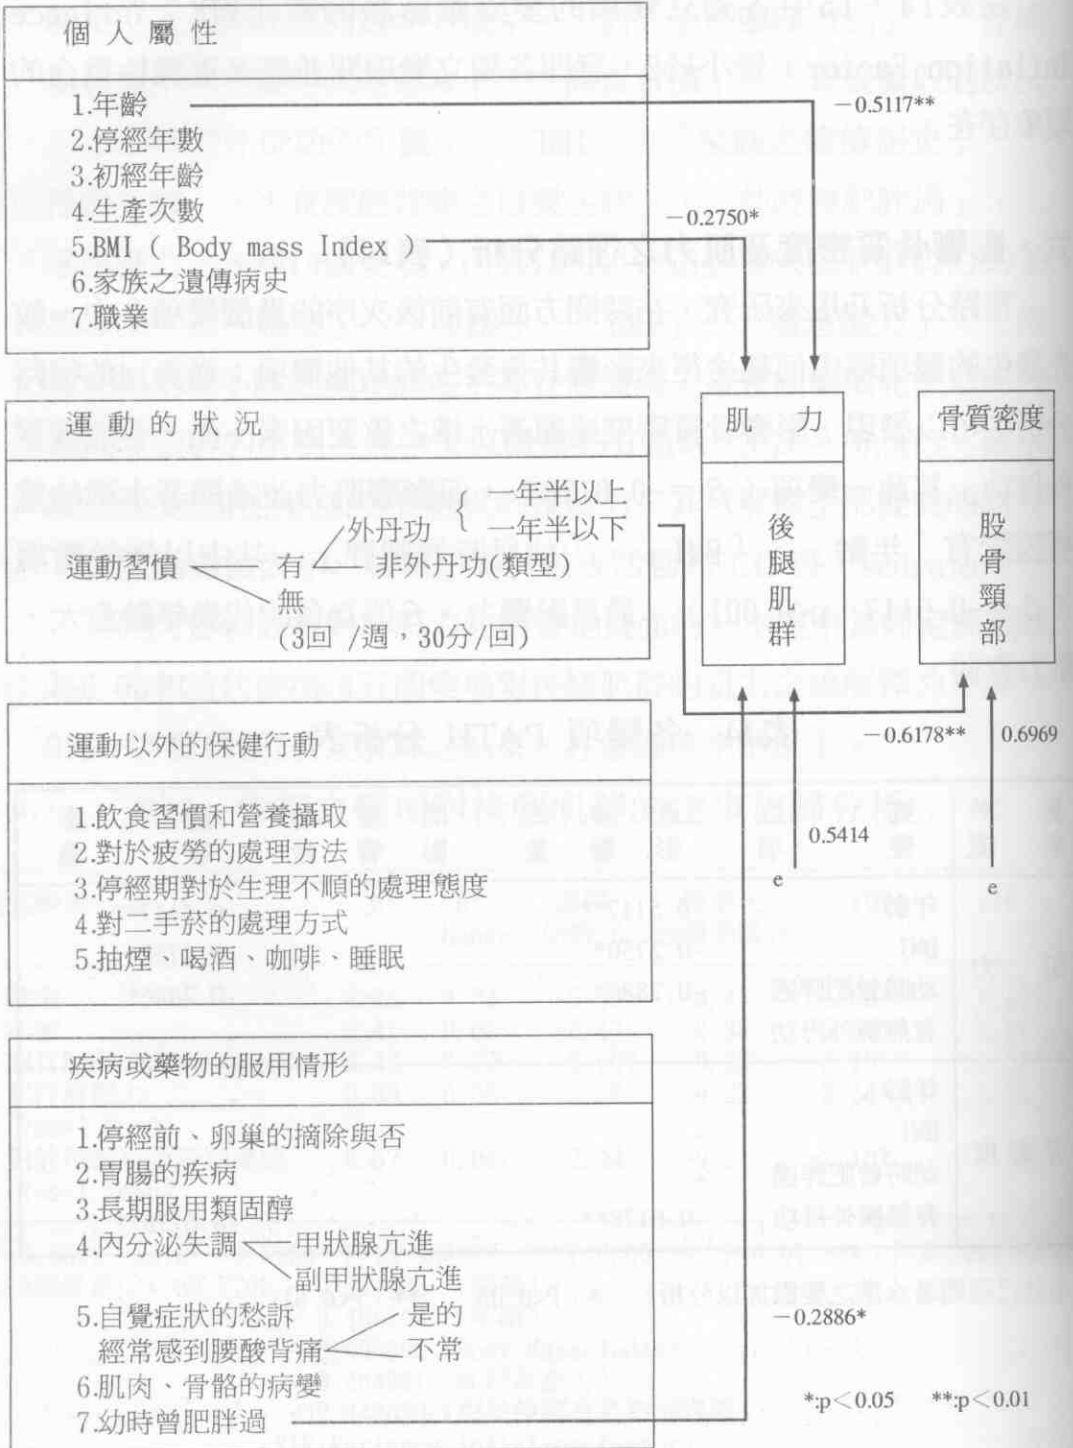 個人屬性
1.年齡
2.停經年數
3.初經年齡
4.生產次數
5.BMI ( Body mass Index )
6.家族之遺傳病史
7.職業
−0.5117**
−0.2750*
運動的狀況
運動習慣
有
外丹功
{
一年半以上
一年半以下
非外丹功(類型)
無
(3回 /週，30分/回)
肌 力
後腿肌群
骨質密度
股骨頸部
−0.6178**
0.6969
0.5414
e
e
運動以外的保健行動
1.飲食習慣和營養攝取
2.對於疲勞的處理方法
3.停經期對於生理不順的處理態度
4.對二手菸的處理方式
5.抽煙、喝酒、咖啡、睡眠
疾病或藥物的服用情形
1.停經前、卵巢的摘除與否
2.胃腸的疾病
3.長期服用類固醇
4.內分泌失調
甲狀腺亢進
副甲狀腺亢進
5.自覺症狀的愁訴
是的
經常感到腰酸背痛
不常
6.肌肉、骨骼的病變
7.幼時曾肥胖過
−0.2886*
*:p＜0.05 **:p＜0.01